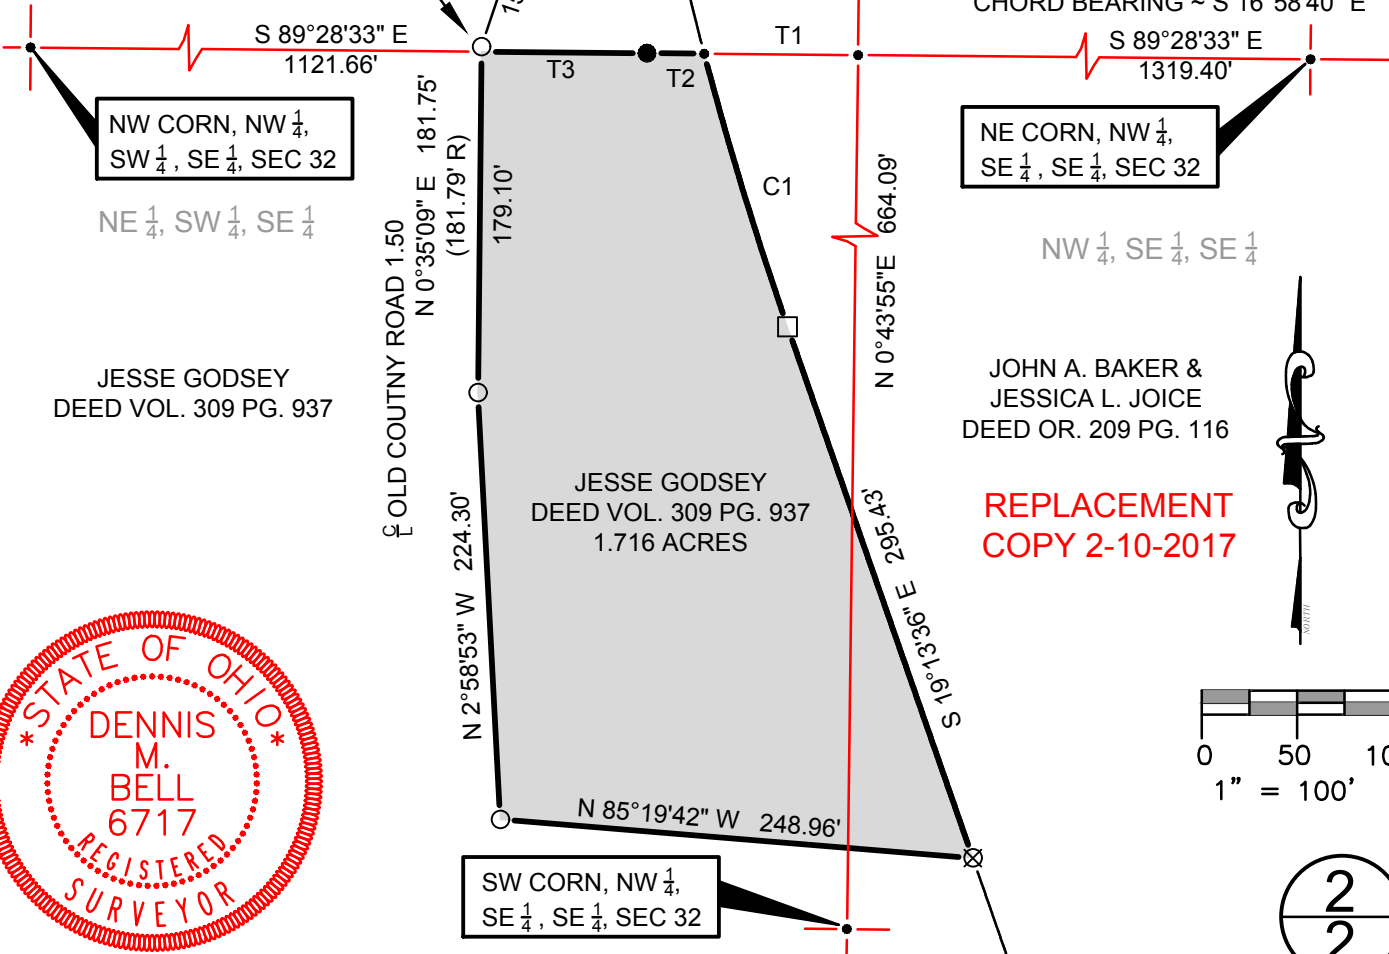 CHORD BEARING ~ S 16°58'40" E
S 89°28'33" E
1121.66'
T3
T2
T1
S 89°28'33" E
1319.40'
NW CORN, NW 1/4,
SW 1/4, SE 1/4, SEC 32
NE CORN, NW 1/4,
SE 1/4, SE 1/4, SEC 32
NE 1/4, SW 1/4, SE 1/4
NW 1/4, SE 1/4, SE 1/4
℄ OLD COUTNY ROAD 1.50
N 0°35'09" E 181.75'
(181.79' R)
179.10'
C1
N 0°43'55"E 664.09'
JESSE GODSEY
DEED VOL. 309 PG. 937
JOHN A. BAKER &
JESSICA L. JOICE
DEED OR. 209 PG. 116
JESSE GODSEY
DEED VOL. 309 PG. 937
1.716 ACRES
REPLACEMENT
COPY 2-10-2017
N 2°58'53" W 224.30'
S 19°13'36" E 295.43'
NORTH
STATE OF OHIO
DENNIS
M.
BELL
6717
REGISTERED
SURVEYOR
0 50
1" = 100'
N 85°19'42" W 248.96'
SW CORN, NW 1/4,
SE 1/4, SE 1/4, SEC 32
2
2